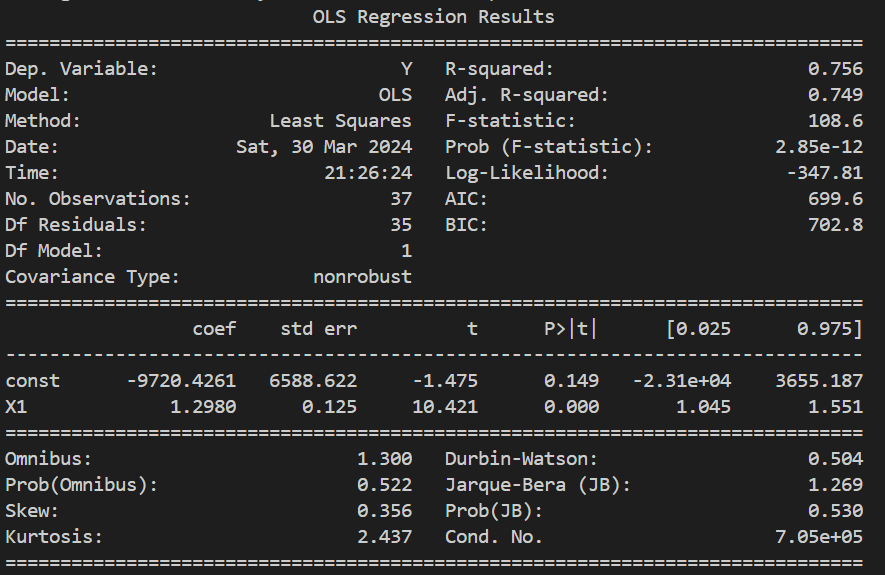 OLS Regression Results
==============================================================================
Dep. Variable:                      Y   R-squared:                       0.756
Model:                            OLS   Adj. R-squared:                  0.749
Method:                 Least Squares   F-statistic:                     108.6
Date:                Sat, 30 Mar 2024   Prob (F-statistic):           2.85e-12
Time:                        21:26:24   Log-Likelihood:                -347.81
No. Observations:                  37   AIC:                             699.6
Df Residuals:                      35   BIC:                             702.8
Df Model:                           1
Covariance Type:            nonrobust
==============================================================================
                 coef    std err          t      P>|t|      [0.025      0.975]
------------------------------------------------------------------------------
const      -9720.4261   6588.622     -1.475      0.149   -2.31e+04    3655.187
X1             1.2980      0.125     10.421      0.000       1.045       1.551
==============================================================================
Omnibus:                        1.300   Durbin-Watson:                   0.504
Prob(Omnibus):                  0.522   Jarque-Bera (JB):                1.269
Skew:                           0.356   Prob(JB):                        0.530
Kurtosis:                       2.437   Cond. No.                     7.05e+05
==============================================================================